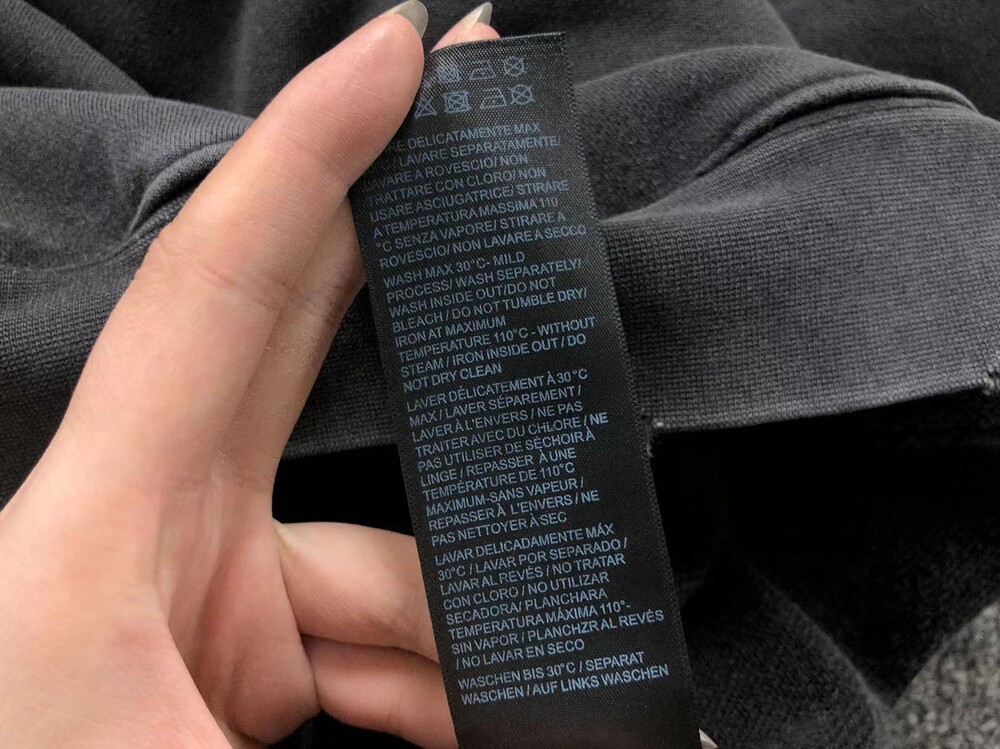 DELICATAMENTE MAX
/ LAVARE SEPARATAMENTE/
LAVARE A ROVESCIO/ NON
TRATTARE CON CLORO/ NON
USARE ASCIUGATRICE/ STIRARE
A TEMPERATURA MASSIMA 110
°C SENZA VAPORE/ STIRARE A
ROVESCIO/ NON LAVARE A SECCO
WASH MAX 30°C- MILD
PROCESS/ WASH SEPARATELY/
WASH INSIDE OUT/DO NOT
BLEACH / DO NOT TUMBLE DRY/
IRON AT MAXIMUM
TEMPERATURE 110°C - WITHOUT
STEAM / IRON INSIDE OUT / DO
NOT DRY CLEAN
LAVER DÉLICATEMENT À 30°C
MAX / LAVER SÉPAREMENT /
LAVER À L'ENVERS / NE PAS
TRAITER AVEC DU CHLORE / NE
PAS UTILISER DE SÉCHOIR À
LINGE / REPASSER À UNE
TEMPÉRATURE DE 110°C
MAXIMUM-SANS VAPEUR /
REPASSER À L'ENVERS / NE
PAS NETTOYER À SEC
LAVAR DELICADAMENTE MÁX
30°C / LAVAR POR SEPARADO /
LAVAR AL REVÉS / NO TRATAR
CON CLORO / NO UTILIZAR
SECADORA/ PLANCHARA
TEMPERATURA MÁXIMA 110°-
SIN VAPOR / PLANCHZR AL REVÉS
/ NO LAVAR EN SECO
WASCHEN BIS 30°C / SEPARAT
WASCHEN / AUF LINKS WASCHEN